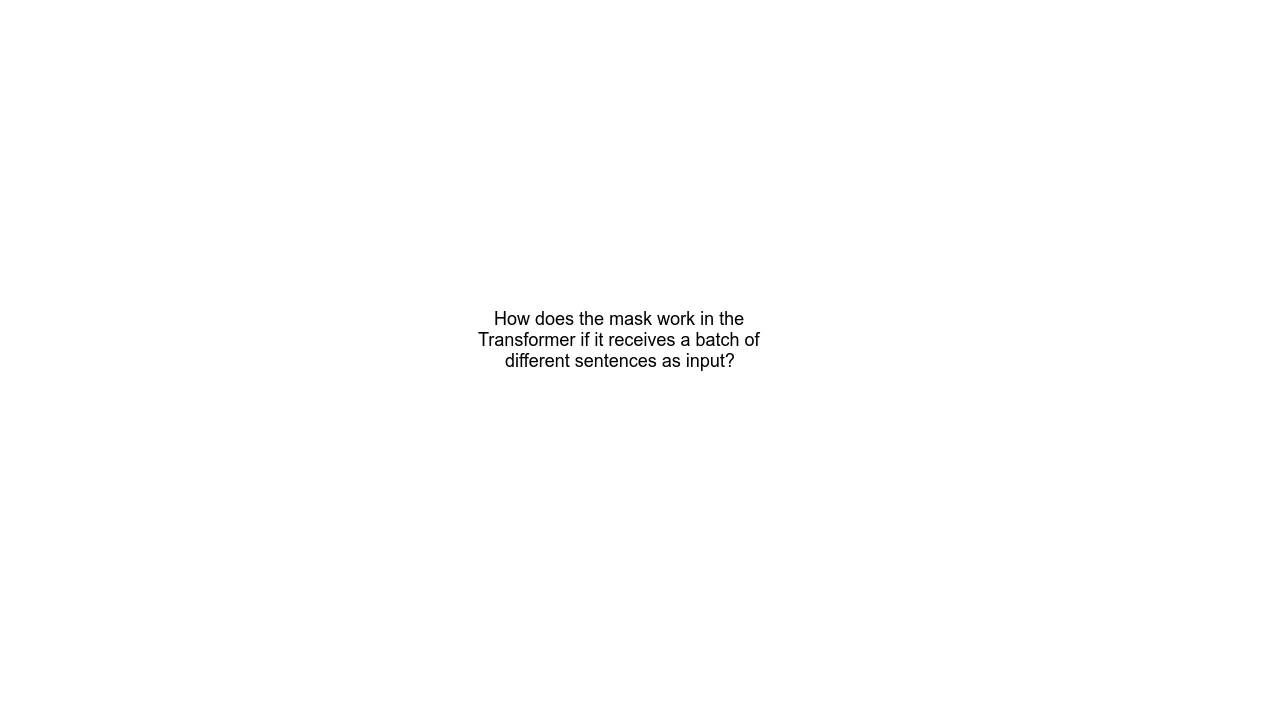 How does the mask work in the
Transformer if it receives a batch of
different sentences as input?